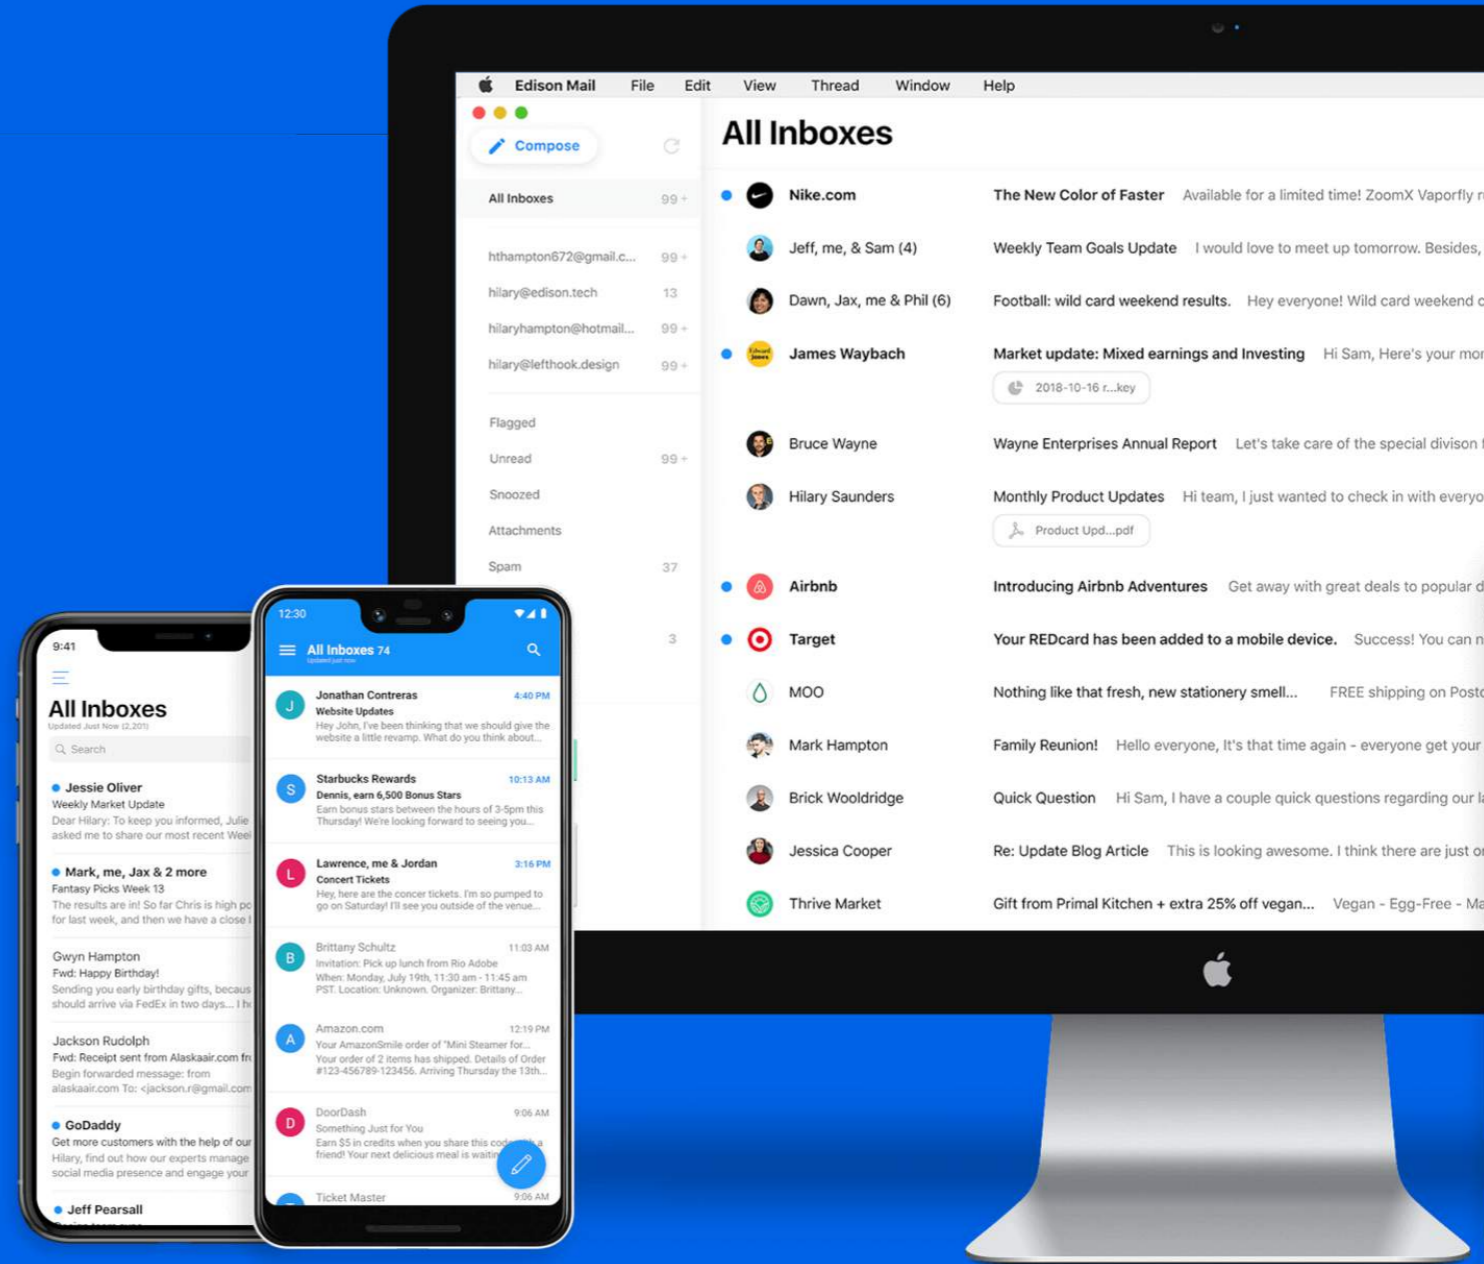 Edison Mail File Edit View Thread Window Help
Compose
All Inboxes 99+
hthampton672@gmail.c... 99+
hilary@edison.tech 13
hilaryhampton@hotmail... 99+
hilary@lefthook.design 99+
Flagged
Unread 99+
Snoozed
Attachments
Spam 37
3
All Inboxes
Nike.com The New Color of Faster Available for a limited time! ZoomX Vaporfly
Jeff, me, & Sam (4) Weekly Team Goals Update I would love to meet up tomorrow. Besides,
Dawn, Jax, me & Phil (6) Football: wild card weekend results. Hey everyone! Wild card weekend
Edward
Jones
James Waybach Market update: Mixed earnings and Investing Hi Sam, Here's your
2018-10-16 r...key
Bruce Wayne Wayne Enterprises Annual Report Let's take care of the special divison
Hilary Saunders Monthly Product Updates Hi team, I just wanted to check in with
Product Upd...pdf
Airbnb Introducing Airbnb Adventures Get away with great deals to popular
Target Your REDcard has been added to a mobile device. Success! You can
MOO Nothing like that fresh, new stationery smell... FREE shipping on
Mark Hampton Family Reunion! Hello everyone, It's that time again - everyone get your
Brick Wooldridge Quick Question Hi Sam, I have a couple quick questions regarding our
Jessica Cooper Re: Update Blog Article This is looking awesome. I think there are just
Thrive Market Gift from Primal Kitchen + extra 25% off vegan... Vegan - Egg-Free -
9:41
All Inboxes
Updated Just Now (2,201)
Search
Jessie Oliver
Weekly Market Update
Dear Hilary: To keep you informed, Julie
asked me to share our most recent
Mark, me, Jax & 2 more
Fantasy Picks Week 13
The results are in! So far Chris is high
for last week, and then we have a close
Gwyn Hampton
Fwd: Happy Birthday!
Sending you early birthday gifts,
should arrive via FedEx in two days... I
Jackson Rudolph
Fwd: Receipt sent from Alaskaair.com
Begin forwarded message: from
alaskaair.com To: <jackson.r@gmail.com
GoDaddy
Get more customers with the help of our
Hilary, find out how our experts manage
social media presence and engage your
Jeff Pearsall
12:30
All Inboxes 74
Updated just now
J Jonathan Contreras 4:40 PM
Website Updates
Hey John, I've been thinking that we should give the
website a little revamp. What do you think about...
S Starbucks Rewards 10:13 AM
Dennis, earn 6,500 Bonus Stars
Earn bonus stars between the hours of 3-5pm this
Thursday! We're looking forward to seeing you...
L Lawrence, me & Jordan 3:16 PM
Concert Tickets
Hey, here are the concer tickets. I'm so pumped to
go on Saturday! I'll see you outside of the venue...
B Brittany Schultz 11:03 AM
Invitation: Pick up lunch from Rio Adobe
When: Monday, July 19th, 11:30 am - 11:45 am
PST. Location: Unknown. Organizer: Brittany...
A Amazon.com 12:19 PM
Your AmazonSmile order of "Mini Steamer for...
Your order of 2 items has shipped. Details of Order
#123-456789-123456. Arriving Thursday the 13th...
D DoorDash 9:06 AM
Something Just for You
Earn $5 in credits when you share this code with a
friend! Your next delicious meal is
Ticket Master 9:06 AM